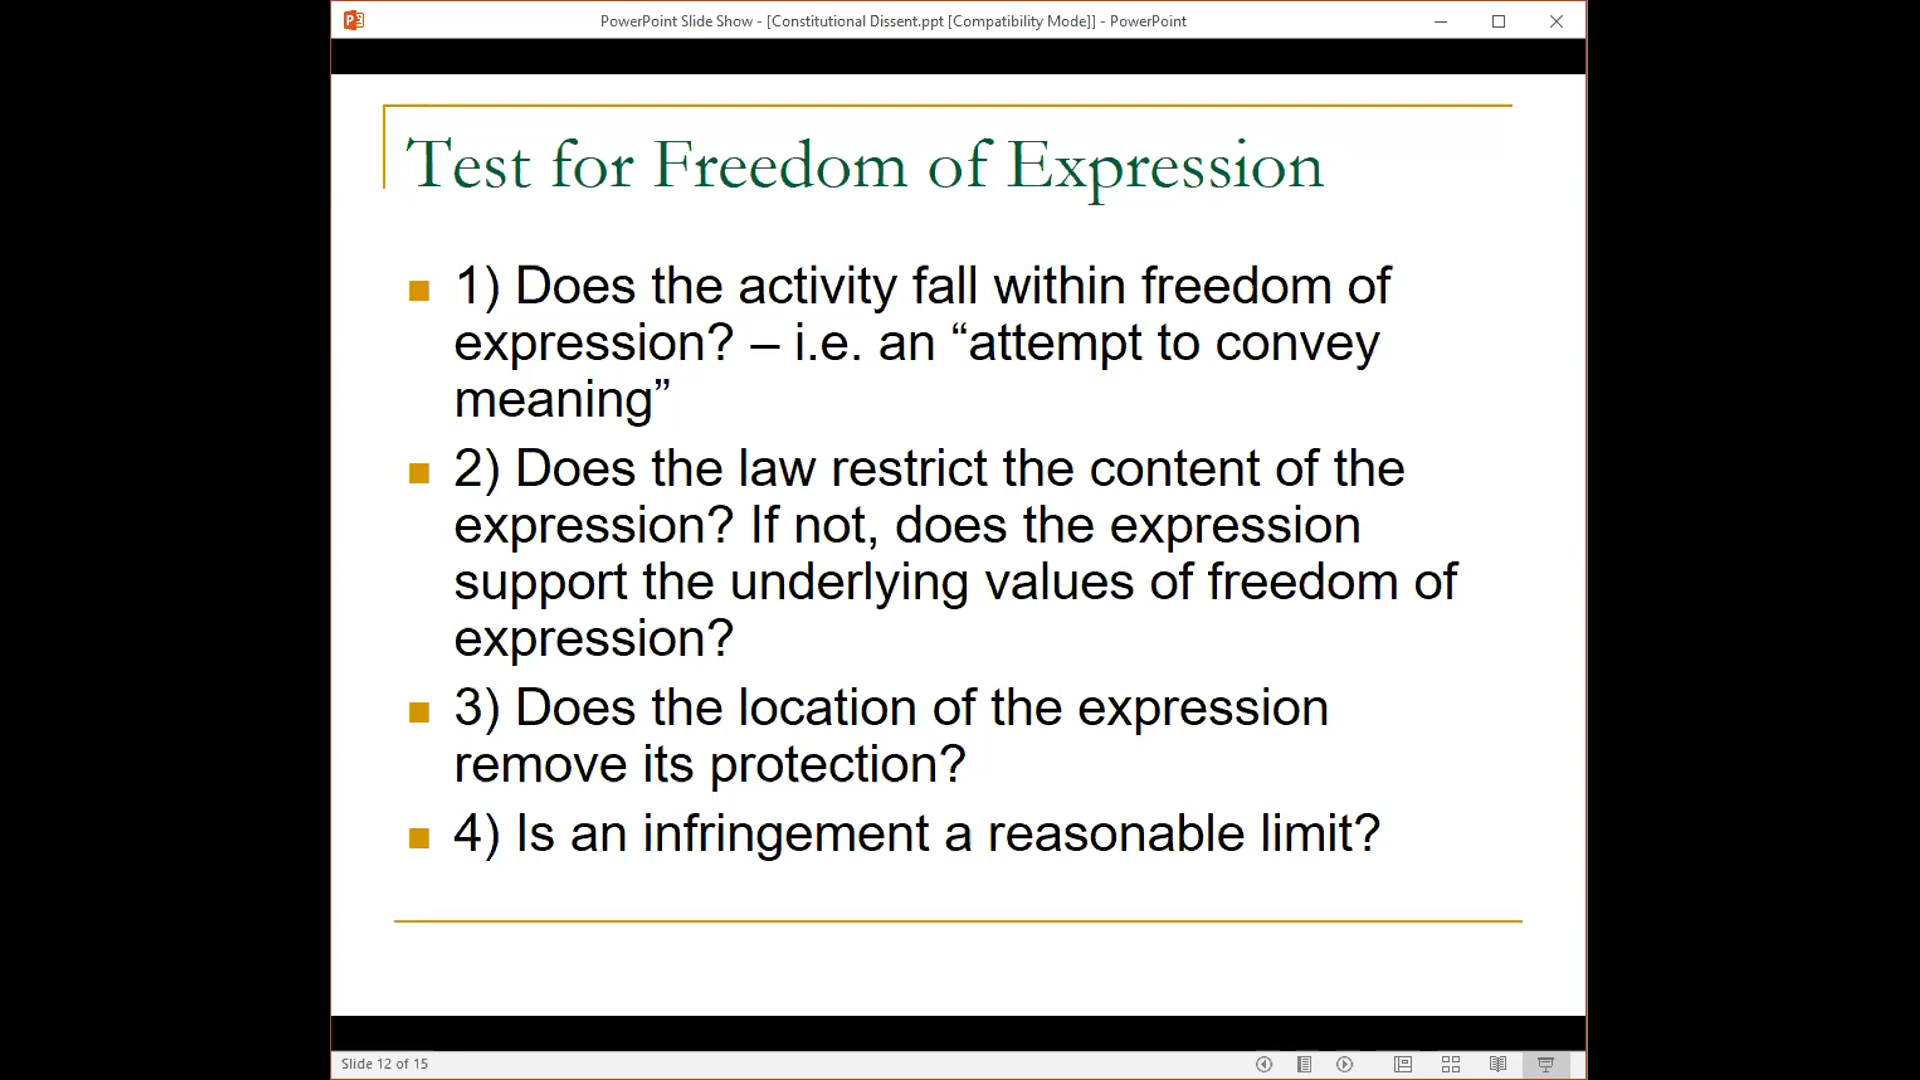 PowerPoint Slide Show - [Constitutional Dissent.ppt [Compatibility Mode]] - PowerPoint
Test for Freedom of Expression
1) Does the activity fall within freedom of
expression? – i.e. an “attempt to convey
meaning”
2) Does the law restrict the content of the
expression? If not, does the expression
support the underlying values of freedom of
expression?
3) Does the location of the expression
remove its protection?
4) Is an infringement a reasonable limit?
Slide 12 of 15